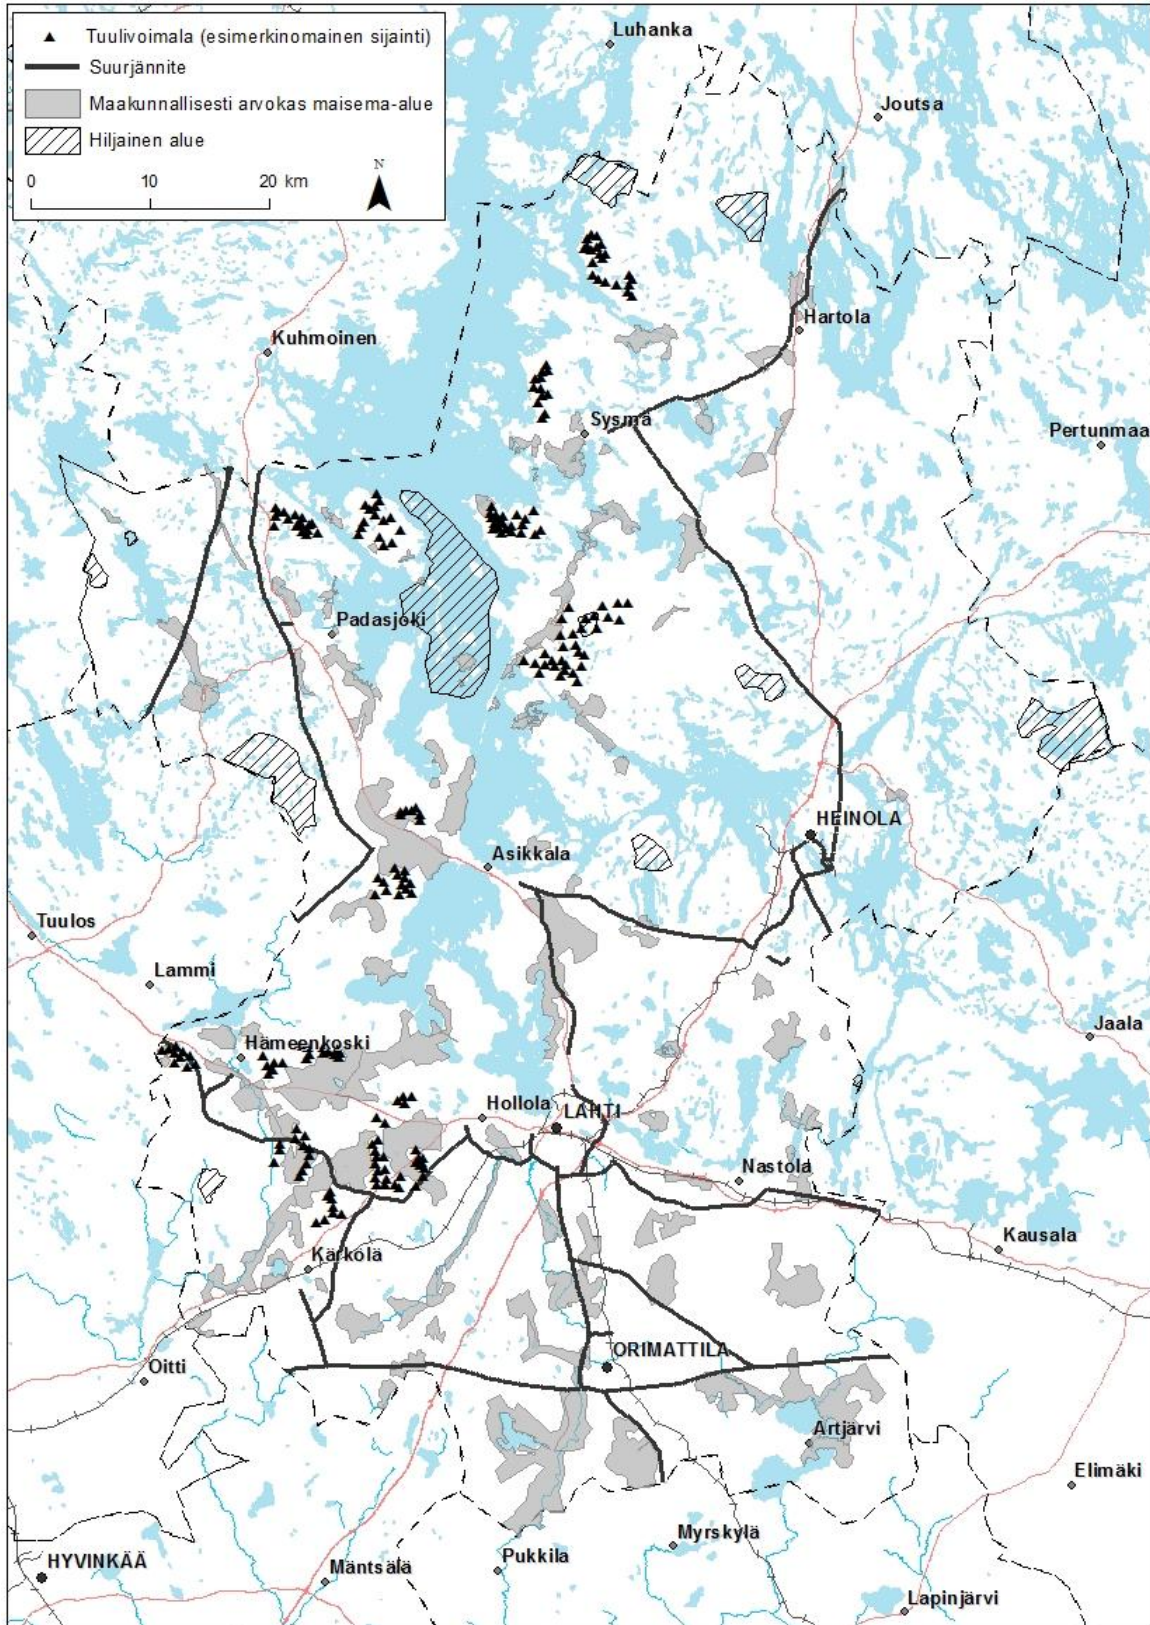 Tuulivoimala (esimerkinomainen sijainti)
Suurjännite
Maakunnallisesti arvokas maisema-alue
Hiljainen alue
N
0 10 20 km
Luhanka
Joutsa
Hartola
Kuhmoinen
Sysmä
Pertunmaa
Padasjoki
HEINOLA
Asikkala
Tuulos
Lammi
Jaala
Hämeenkoski
Hollola
LAHTI
Nastola
Kausala
Kärkölä
ORIMATTILA
Oitti
Artjärvi
Elimäki
Myrskylä
HYVINKÄÄ
Mäntsälä
Pukkila
Lapinjärvi